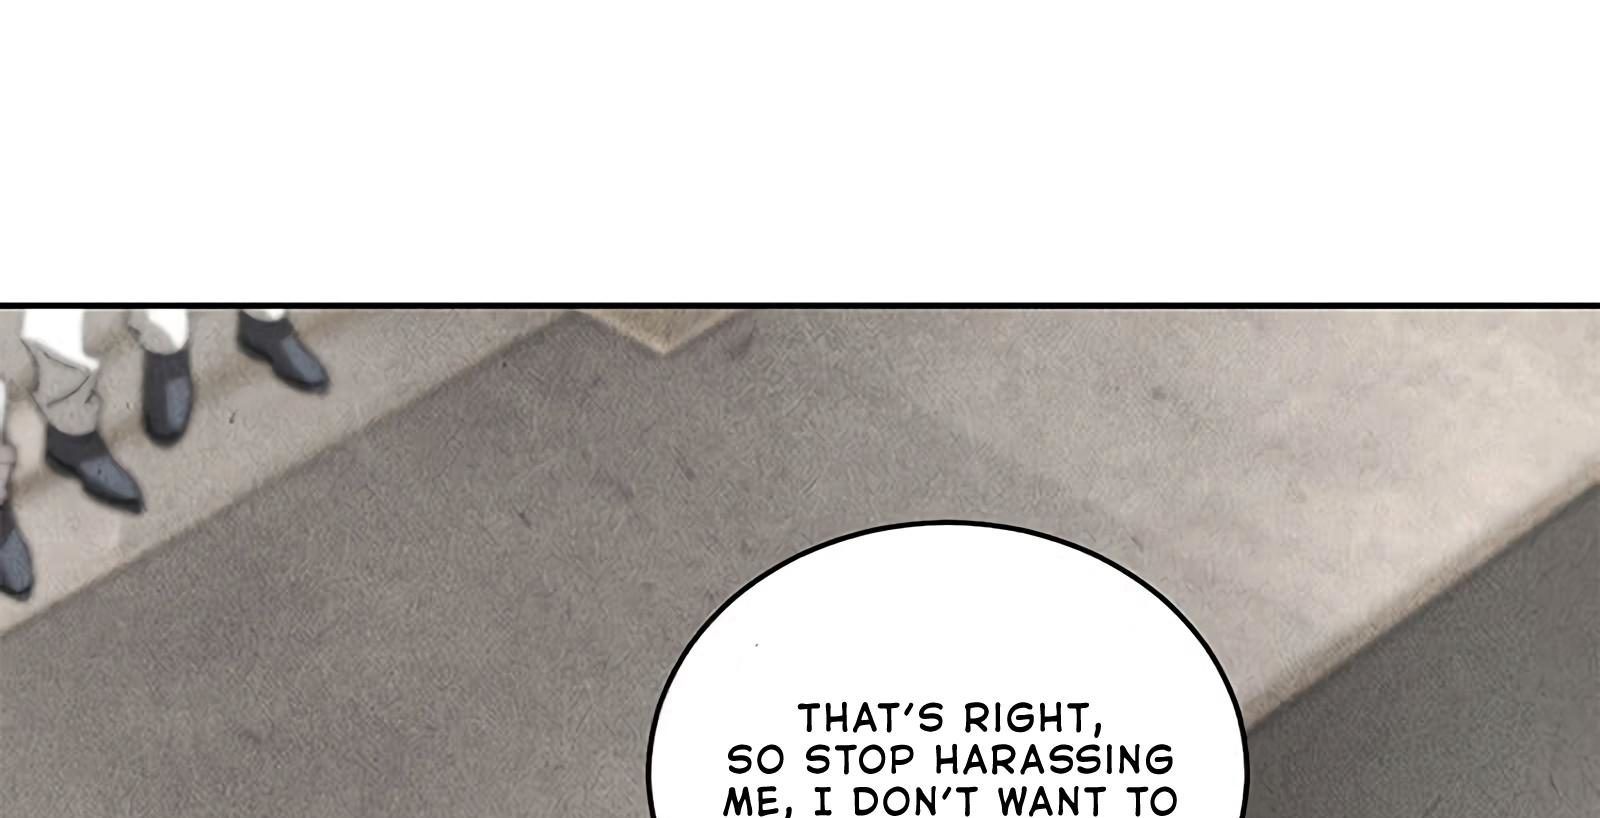 THAT'S RIGHT,
SO STOP HARASSING
ME, I DON'T WANT TO